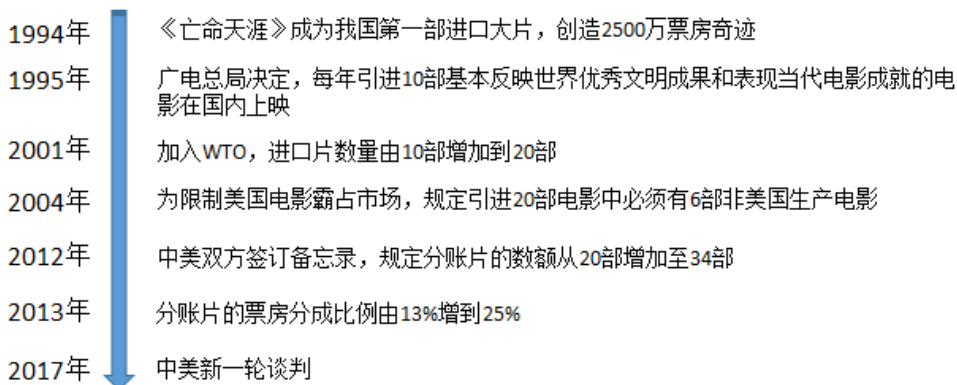 1994年 《亡命天涯》成为我国第一部进口大片，创造2500万票房奇迹
1995年 广电总局决定，每年引进10部基本反映世界优秀文明成果和表现当代电影成就的电
影在国内上映
2001年 加入WTO，进口片数量由10部增加到20部
2004年 为限制美国电影霸占市场，规定引进20部电影中必须有6部非美国生产电影
2012年 中美双方签订备忘录，规定分账片的数额从20部增加至34部
2013年 分账片的票房分成比例由13%增到25%
2017年 中美新一轮谈判